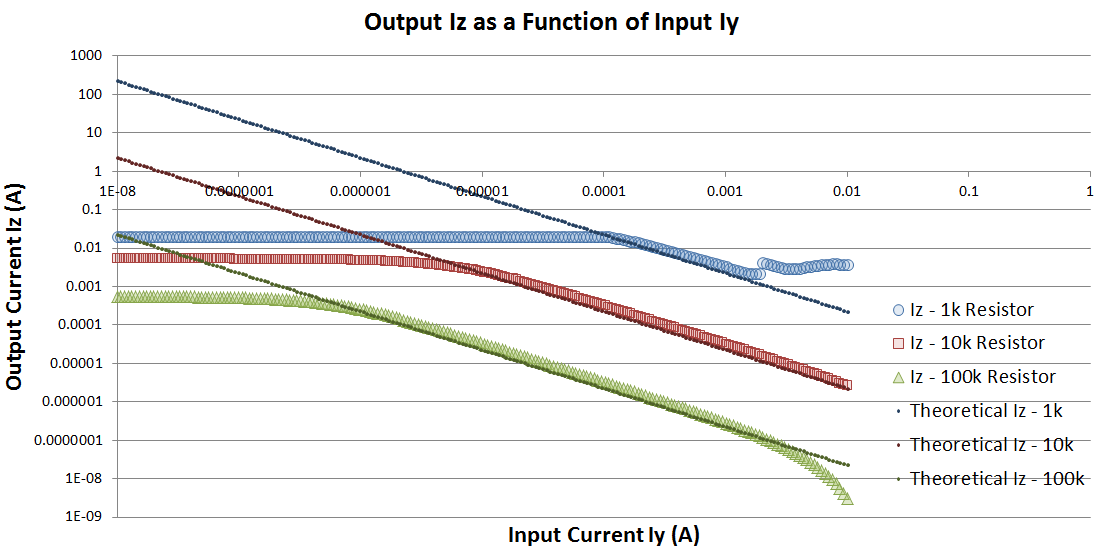 Output Iz as a Function of Input Iy
Output Current Iz (A)
1000
100
10
1
0.1
0.01
0.001
0.0001
0.00001
0.000001
0.0000001
1E-08
1E-09
1E-08 0.0000001 0.000001 0.00001 0.0001 0.001 0.01 0.1 1
Input Current Iy (A)
Iz - 1k Resistor
Iz - 10k Resistor
Iz - 100k Resistor
Theoretical Iz - 1k
Theoretical Iz - 10k
Theoretical Iz - 100k